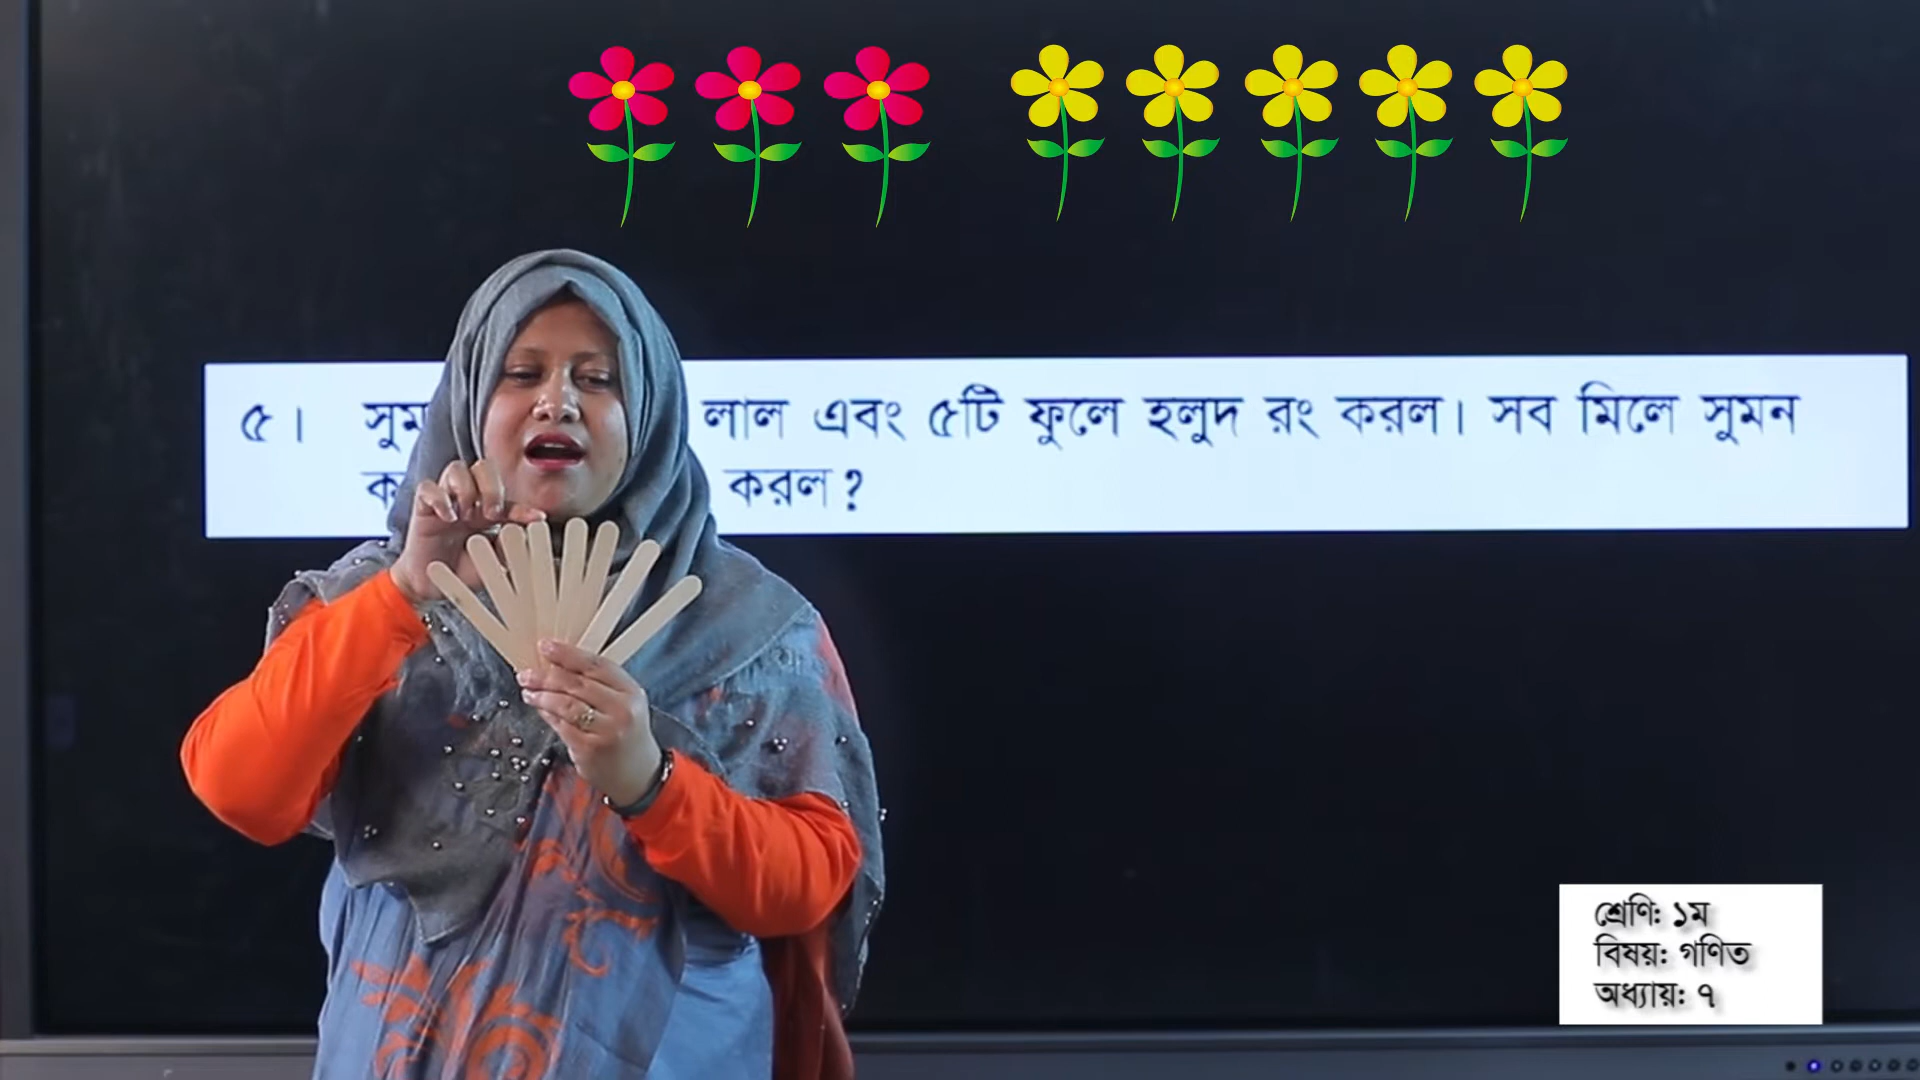 ৫। লাল এবং ৫টি ফুলে হলুদ রং করল। সব মিলে সুমন
করল?
শ্রেণি: ১ম
বিষয়: গণিত
অধ্যায়: ৭